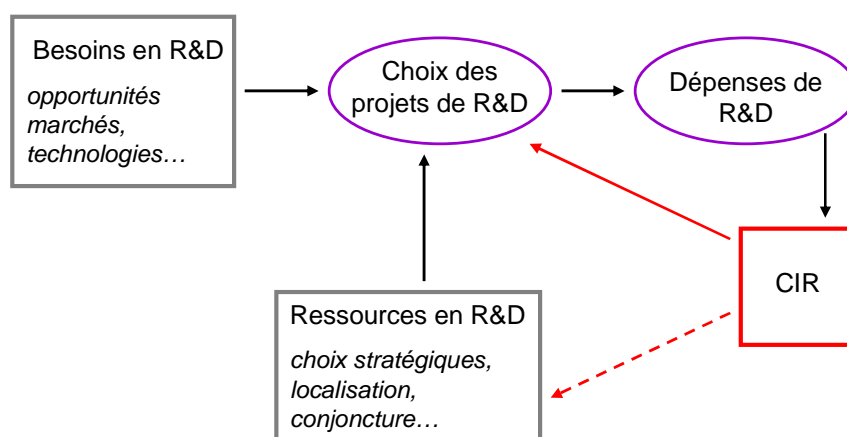 Besoins en R&D
opportunités
marchés,
technologies…
Choix des
projets de R&D
Dépenses de
R&D
CIR
Ressources en R&D
choix stratégiques,
localisation,
conjoncture…